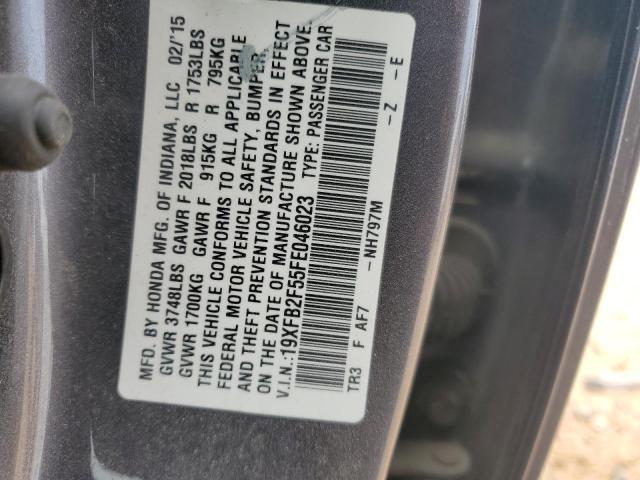 MFD. BY HONDA MFG. OF INDIANA, LLC 02/'15
GVWR 3748LBS GAWR F 2018LBS R 1753LBS
GVWR 1700KG GAWR F 915KG R 795KG
THIS VEHICLE CONFORMS TO ALL APPLICABLE
FEDERAL MOTOR VEHICLE SAFETY, BUMPER,
AND THEFT PREVENTION STANDARDS IN EFFECT
ON THE DATE OF MANUFACTURE SHOWN ABOVE.
V.I.N.:19XFB2F55FE046023 TYPE: PASSENGER CAR
TR3 F AF7 -NH797M -Z -E